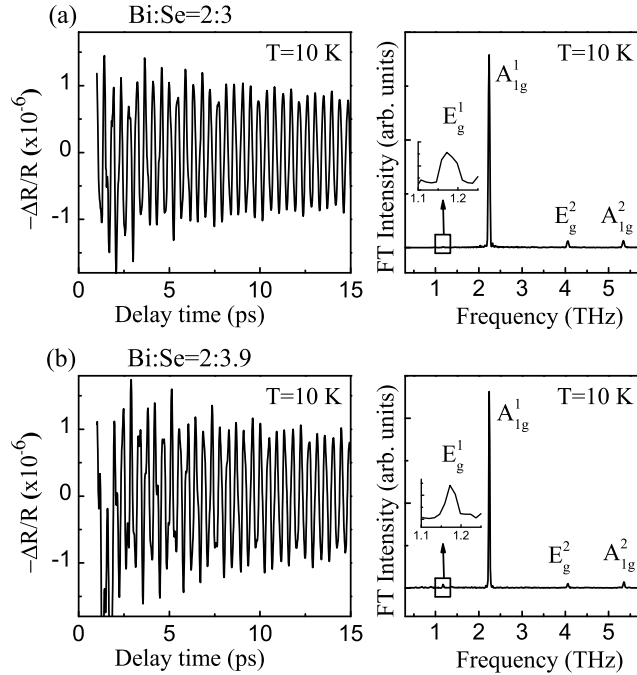 (a) Bi:Se=2:3
T=10 K
−ΔR/R (x10⁻⁶)
1
0
-1
0 5 10 15
Delay time (ps)
T=10 K
FT Intensity (arb. units)
A¹₁g
E¹g
1.1 1.2
E²g A²₁g
1 2 3 4 5
Frequency (THz)
(b) Bi:Se=2:3.9
T=10 K
−ΔR/R (x10⁻⁶)
1
0
-1
0 5 10 15
Delay time (ps)
T=10 K
FT Intensity (arb. units)
A¹₁g
E¹g
1.1 1.2
E²g A²₁g
1 2 3 4 5
Frequency (THz)